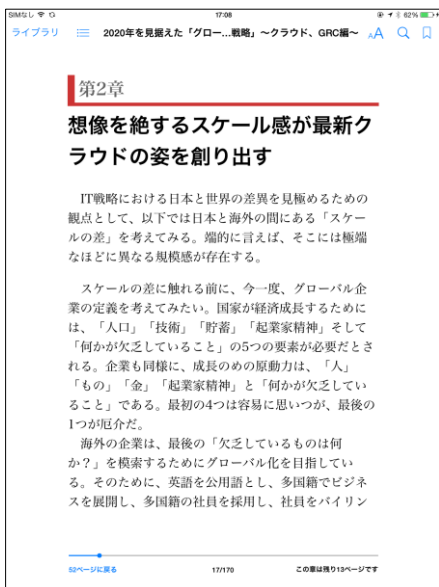 SIMなし 17:08 62%
ライブラリ 2020年を見据えた「グロー...戦略」~クラウド、GRC編~ AA
第2章
想像を絶するスケール感が最新ク
ラウドの姿を創り出す
IT戦略における日本と世界の差異を見極めるための
観点として、以下では日本と海外の間にある「スケー
ルの差」を考えてみる。端的に言えば、そこには極端
なほどに異なる規模感が存在する。
スケールの差に触れる前に、今一度、グローバル企
業の定義を考えてみたい。国家が経済成長するために
は、「人口」「技術」「貯蓄」「起業家精神」そして
「何かが欠乏していること」の5つの要素が必要だとさ
れる。企業も同様に、成長のめの原動力は、「人」
「もの」「金」「起業家精神」と「何かが欠乏してい
ること」である。最初の4つは容易に思いつが、最後の
1つが厄介だ。
海外の企業は、最後の「欠乏しているものは何
か？」を模索するためにグローバル化を目指してい
る。そのために、英語を公用語とし、多国籍でビジネ
スを展開し、多国籍の社員を採用し、社員をバイリン
52ページに戻る 17/170 この章は残り13ページです